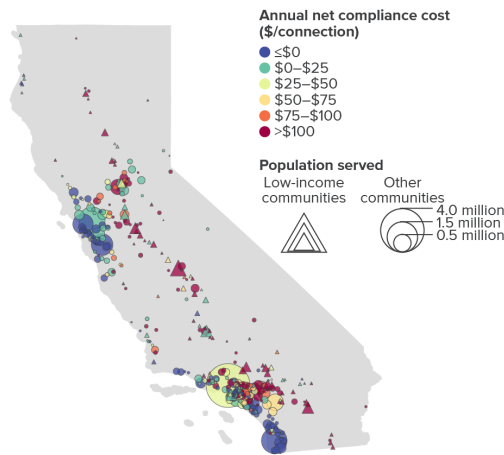 Annual net compliance cost
($/connection)
≤$0
$0–$25
$25–$50
$50–$75
$75–$100
>$100
Population served
Low-income
communities
Other
communities
4.0 million
1.5 million
0.5 million